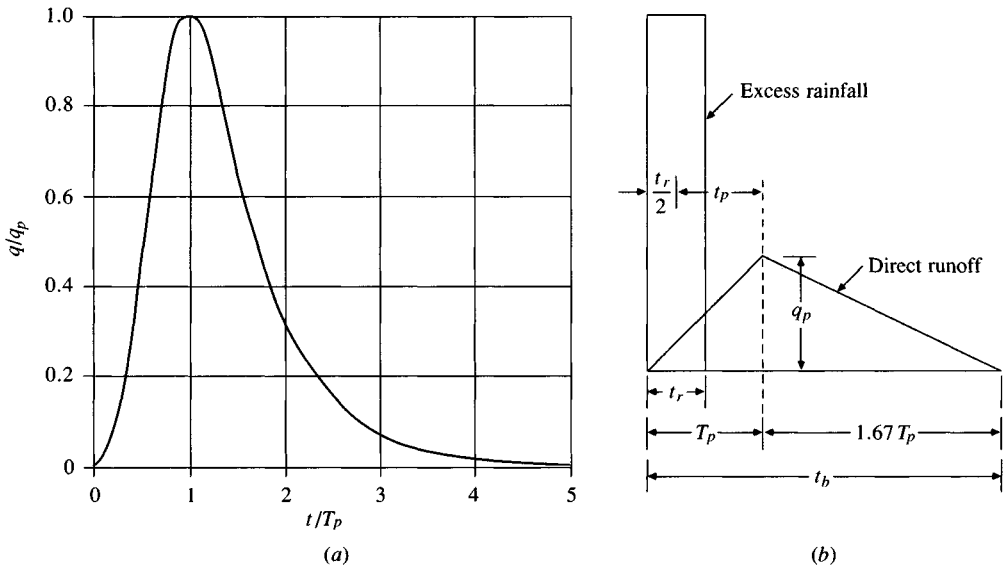 1.0
0.8
0.6
0.4
0.2
0
q/q_p
0 1 2 3 4 5
t/T_p
(a)
Excess rainfall
t_r/2 t_p
Direct runoff
q_p
t_r
T_p 1.67 T_p
t_b
(b)